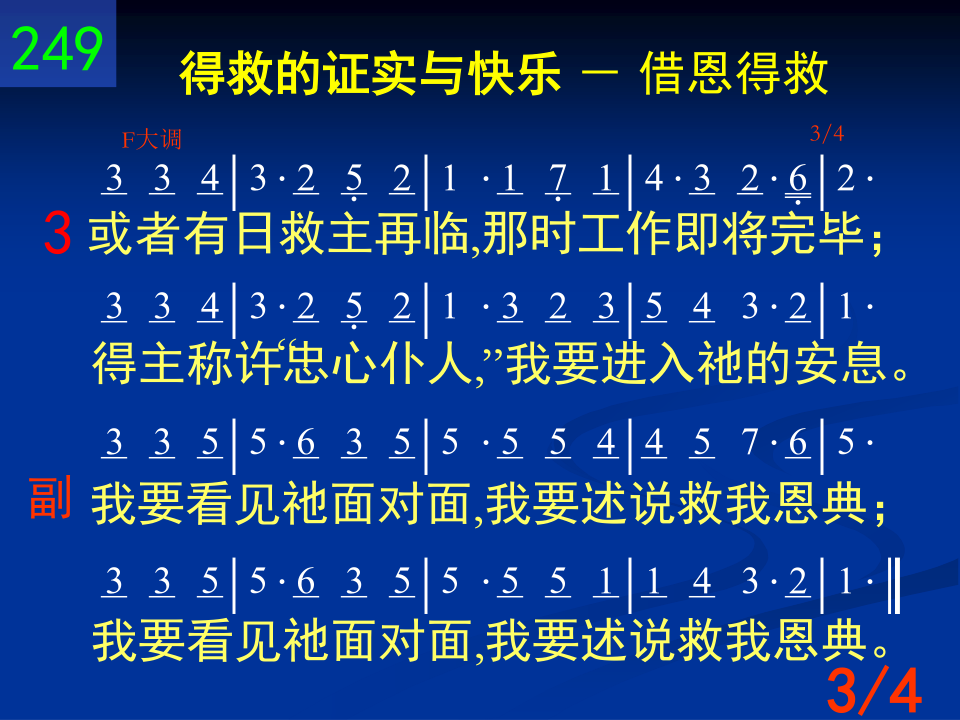 249
得救的证实与快乐 － 借恩得救
F大调 3/4
3 3 4|3·2 5 2|1 ·1 7 1|4·3 2·6|2·
3 或者有日救主再临,那时工作即将完毕；
3 3 4|3·2 5 2|1 ·3 2 3|5 4 3·2|1·
得主称许“忠心仆人,”我要进入祂的安息。
3 3 5|5·6 3 5|5 ·5 5 4|4 5 7·6|5·
副 我要看见祂面对面,我要述说救我恩典；
3 3 5|5·6 3 5|5 ·5 5 1|1 4 3·2|1·‖
我要看见祂面对面,我要述说救我恩典。
3/4